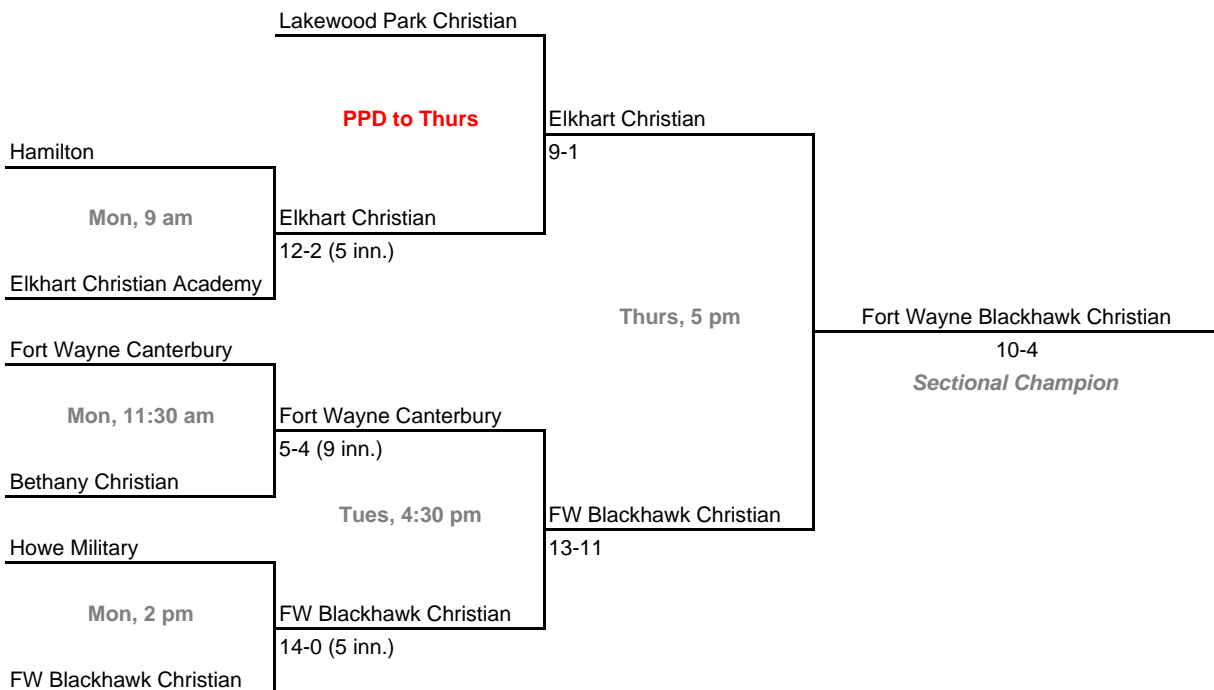 Lakewood Park Christian
PPD to Thurs
Elkhart Christian
Hamilton
9-1
Mon, 9 am
Elkhart Christian
12-2 (5 inn.)
Elkhart Christian Academy
Thurs, 5 pm
Fort Wayne Blackhawk Christian
Fort Wayne Canterbury
10-4
Sectional Champion
Mon, 11:30 am
Fort Wayne Canterbury
5-4 (9 inn.)
Bethany Christian
Tues, 4:30 pm
FW Blackhawk Christian
Howe Military
13-11
Mon, 2 pm
FW Blackhawk Christian
14-0 (5 inn.)
FW Blackhawk Christian